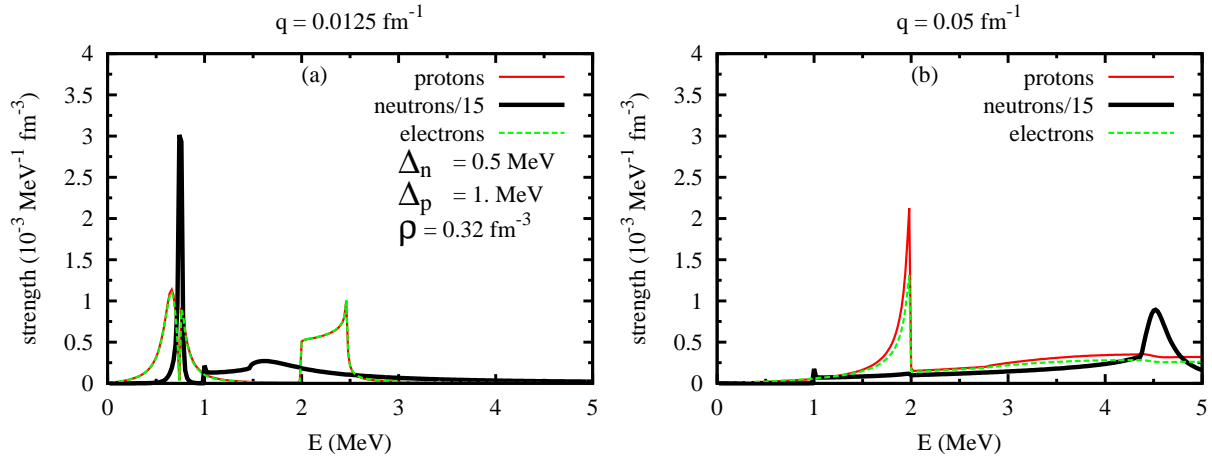 q = 0.0125 fm⁻¹
strength (10⁻³ MeV⁻¹ fm⁻³)
4
3.5
3
2.5
2
1.5
1
0.5
0
(a)
protons
neutrons/15
electrons
Δₙ = 0.5 MeV
Δₚ = 1. MeV
ρ = 0.32 fm⁻³
0 1 2 3 4 5
E (MeV)
q = 0.05 fm⁻¹
strength (10⁻³ MeV⁻¹ fm⁻³)
4
3.5
3
2.5
2
1.5
1
0.5
0
(b)
protons
neutrons/15
electrons
0 1 2 3 4 5
E (MeV)